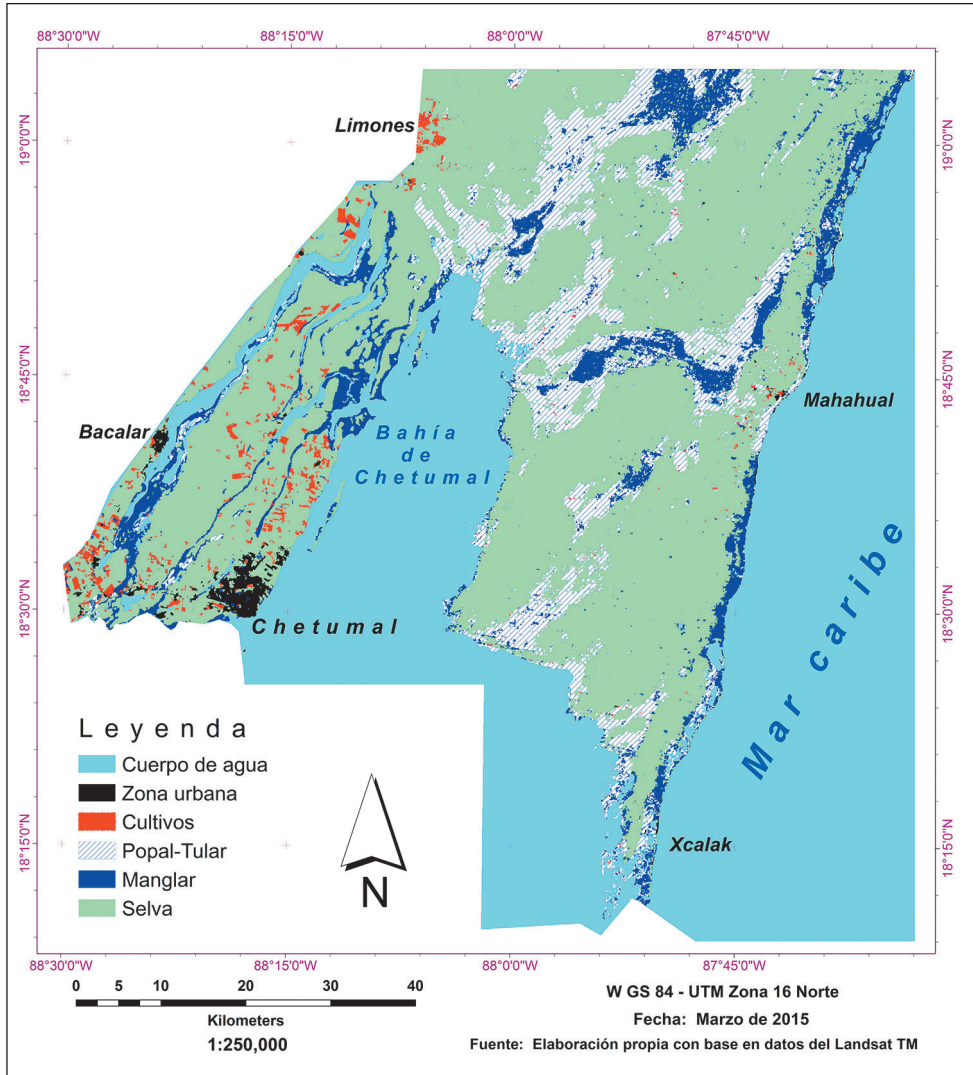 88°30'0"W 88°15'0"W 88°0'0"W 87°45'0"W
19°0'0"N
18°45'0"N
18°30'0"N
18°15'0"N
19°0'0"N
18°45'0"N
18°30'0"N
18°15'0"N
Limones
Bacalar
Bahía
de
Chetumal
Mahahual
Chetumal
Mar caribe
Xcalak
Leyenda
Cuerpo de agua
Zona urbana
Cultivos
Popal-Tular
Manglar
Selva
N
88°30'0"W 88°15'0"W 88°0'0"W 87°45'0"W
0 5 10 20 30 40
Kilometers
1:250,000
W GS 84 - UTM Zona 16 Norte
Fecha: Marzo de 2015
Fuente: Elaboración propia con base en datos del Landsat TM